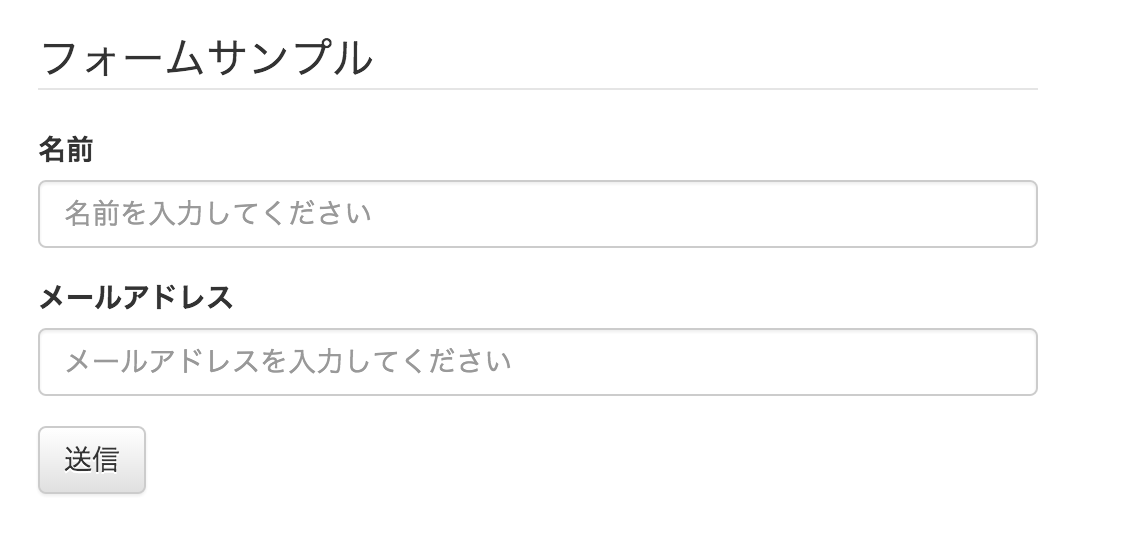 フォームサンプル
名前
名前を入力してください
メールアドレス
メールアドレスを入力してください
送信